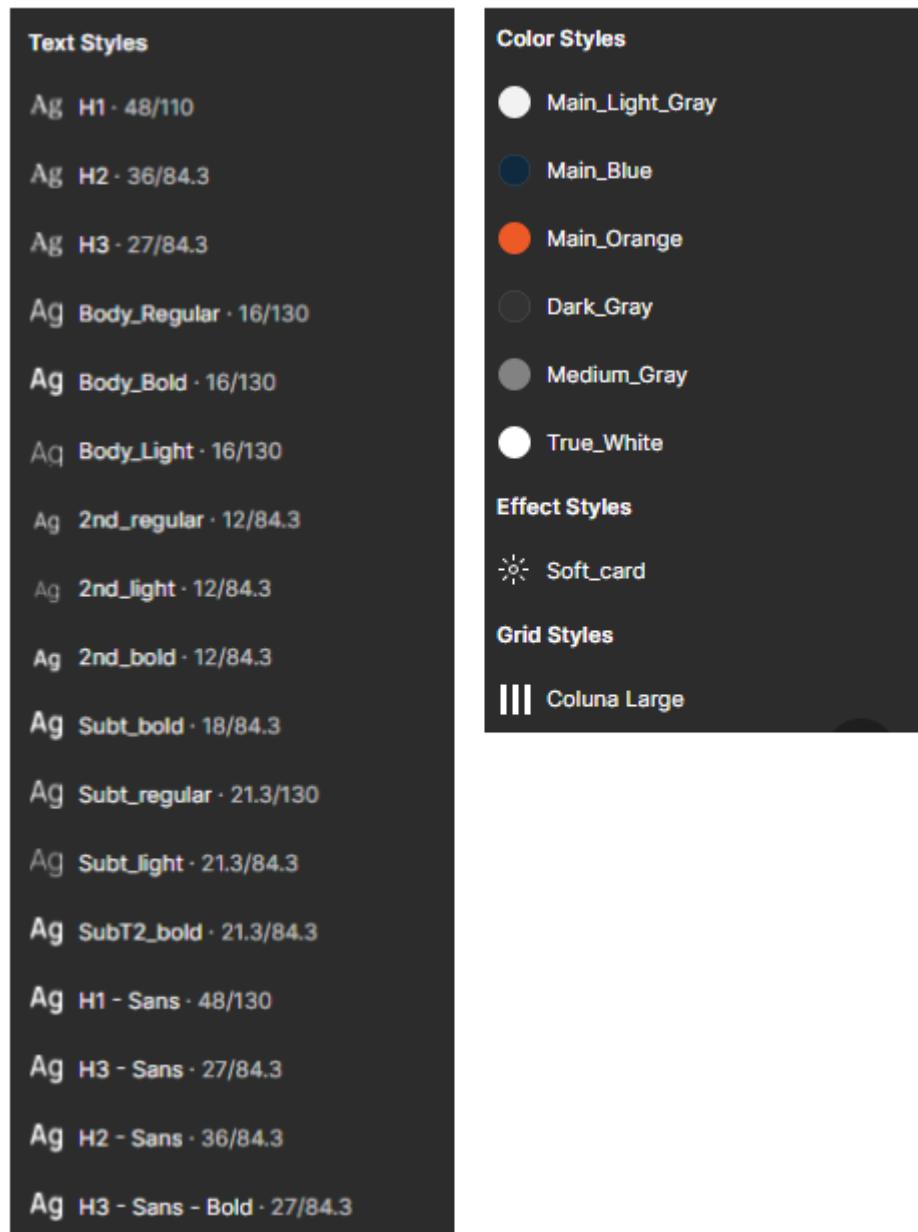 Text Styles
Ag H1 · 48/110
Ag H2 · 36/84.3
Ag H3 · 27/84.3
Ag Body_Regular · 16/130
Ag Body_Bold · 16/130
Ag Body_Light · 16/130
Ag 2nd_regular · 12/84.3
Ag 2nd_light · 12/84.3
Ag 2nd_bold · 12/84.3
Ag Subt_bold · 18/84.3
Ag Subt_regular · 21.3/130
Ag Subt_light · 21.3/84.3
Ag SubT2_bold · 21.3/84.3
Ag H1 - Sans · 48/130
Ag H3 - Sans · 27/84.3
Ag H2 - Sans · 36/84.3
Ag H3 - Sans - Bold · 27/84.3
Color Styles
Main_Light_Gray
Main_Blue
Main_Orange
Dark_Gray
Medium_Gray
True_White
Effect Styles
Soft_card
Grid Styles
Coluna Large